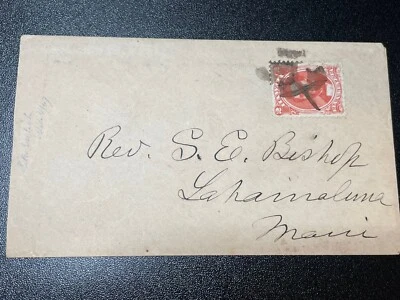 Rev. S. E. Bishop
Lahainaluna
Maui